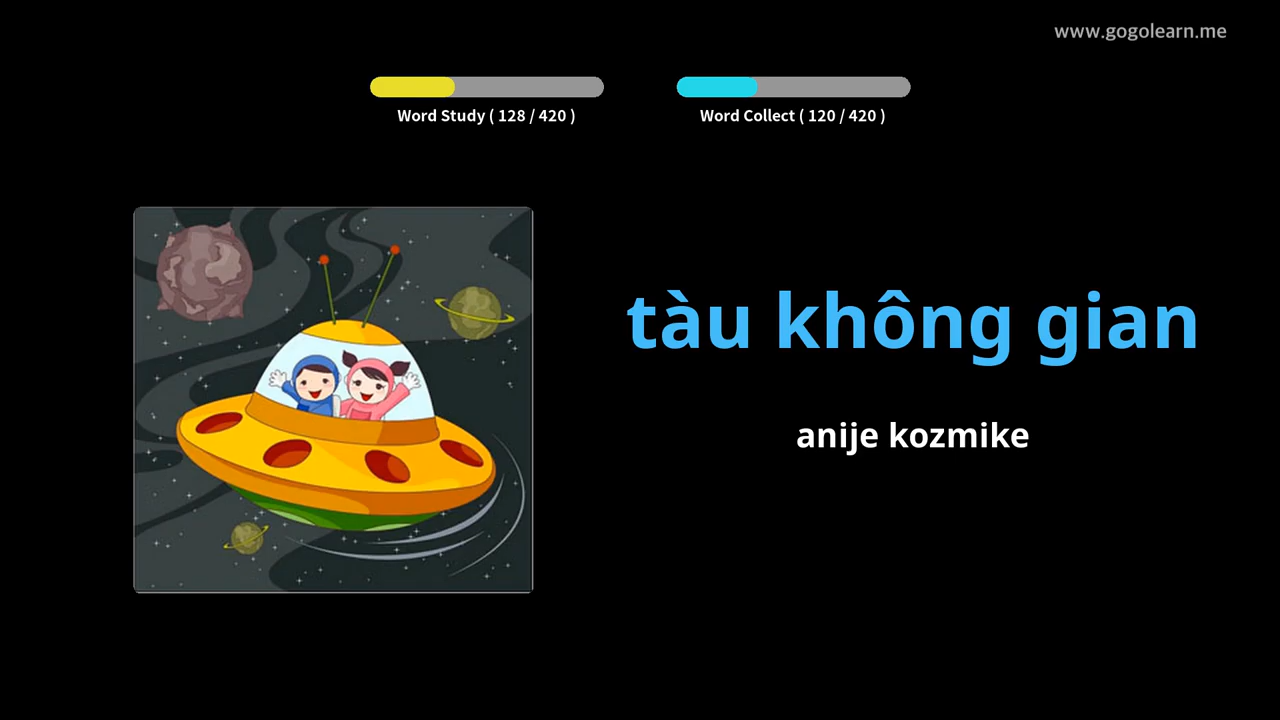 www.gogolearn.me
Word Study ( 128 / 420 )
Word Collect ( 120 / 420 )
tàu không gian
anije kozmike